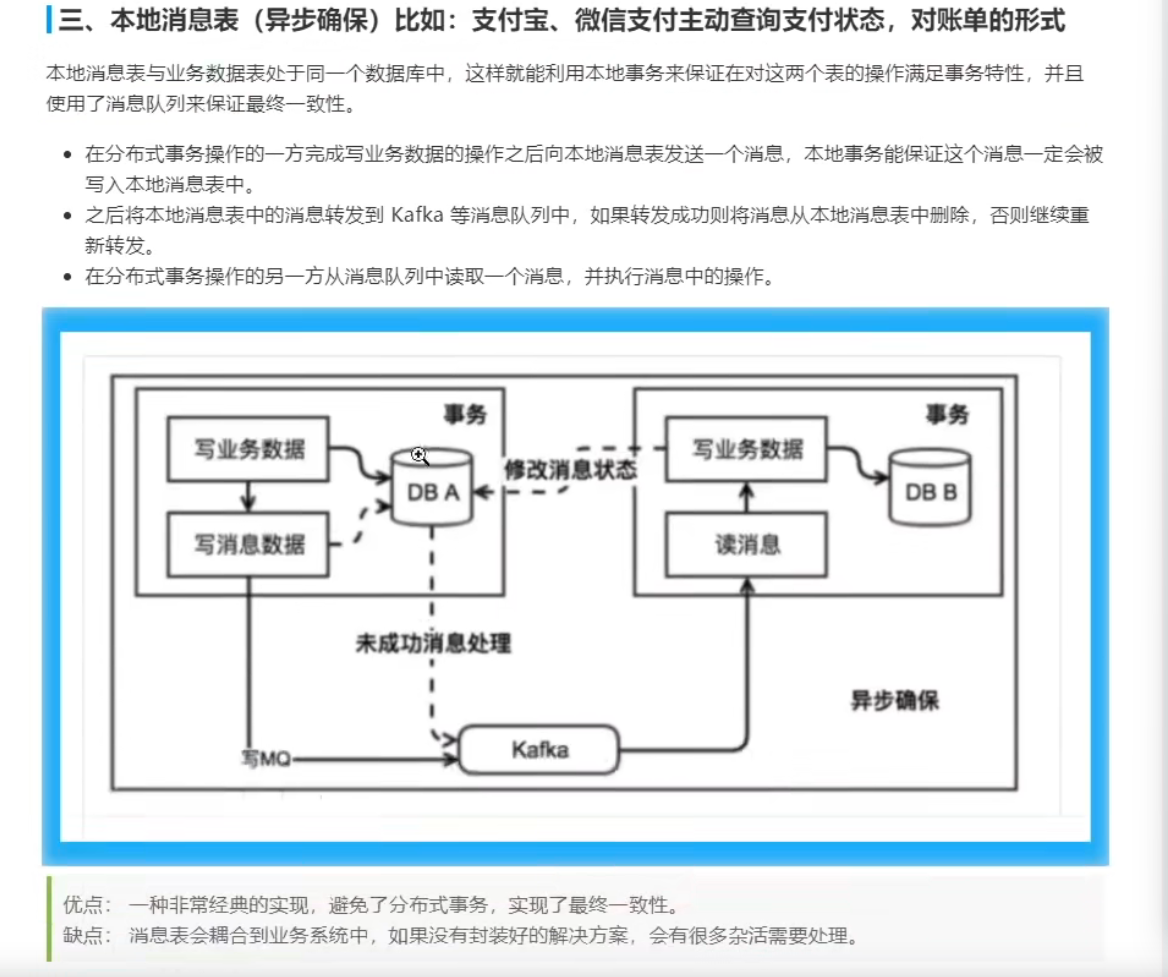 三、本地消息表（异步确保）比如：支付宝、微信支付主动查询支付状态，对账单的形式
本地消息表与业务数据表处于同一个数据库中，这样就能利用本地事务来保证在对这两个表的操作满足事务特性，并且
使用了消息队列来保证最终一致性。
在分布式事务操作的一方完成写业务数据的操作之后向本地消息表发送一个消息，本地事务能保证这个消息一定会被
写入本地消息表中。
之后将本地消息表中的消息转发到 Kafka 等消息队列中，如果转发成功则将消息从本地消息表中删除，否则继续重
新转发。
在分布式事务操作的另一方从消息队列中读取一个消息，并执行消息中的操作。
事务
事务
写业务数据
写业务数据
修改消息状态
DB A
DB B
写消息数据
读消息
未成功消息处理
异步确保
Kafka
写MQ
优点： 一种非常经典的实现，避免了分布式事务，实现了最终一致性。
缺点： 消息表会耦合到业务系统中，如果没有封装好的解决方案，会有很多杂活需要处理。